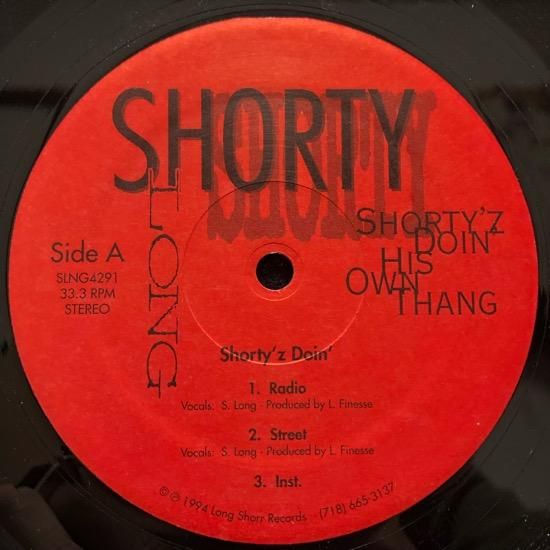 SHORTY
SHORTY
LONG
SHORTY'Z
DOIN'
HIS
OWN
THANG
Side A
SLNG4291
33.3 RPM
STEREO
Shorty'z Doin'
1. Radio
Vocals: S. Long - Produced by L. Finesse
2. Street
Vocals: S. Long - Produced by L. Finesse
3. Inst.
© ℗ 1994 Long Shorr Records - (718) 665-3137